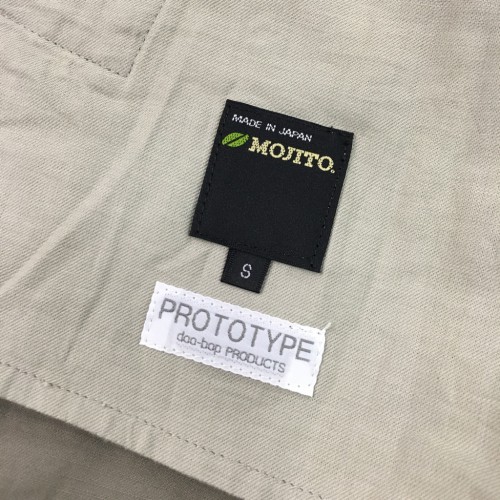 MADE IN JAPAN
MOJITO.
S
PROTOTYPE
doo-bop PRODUCTS